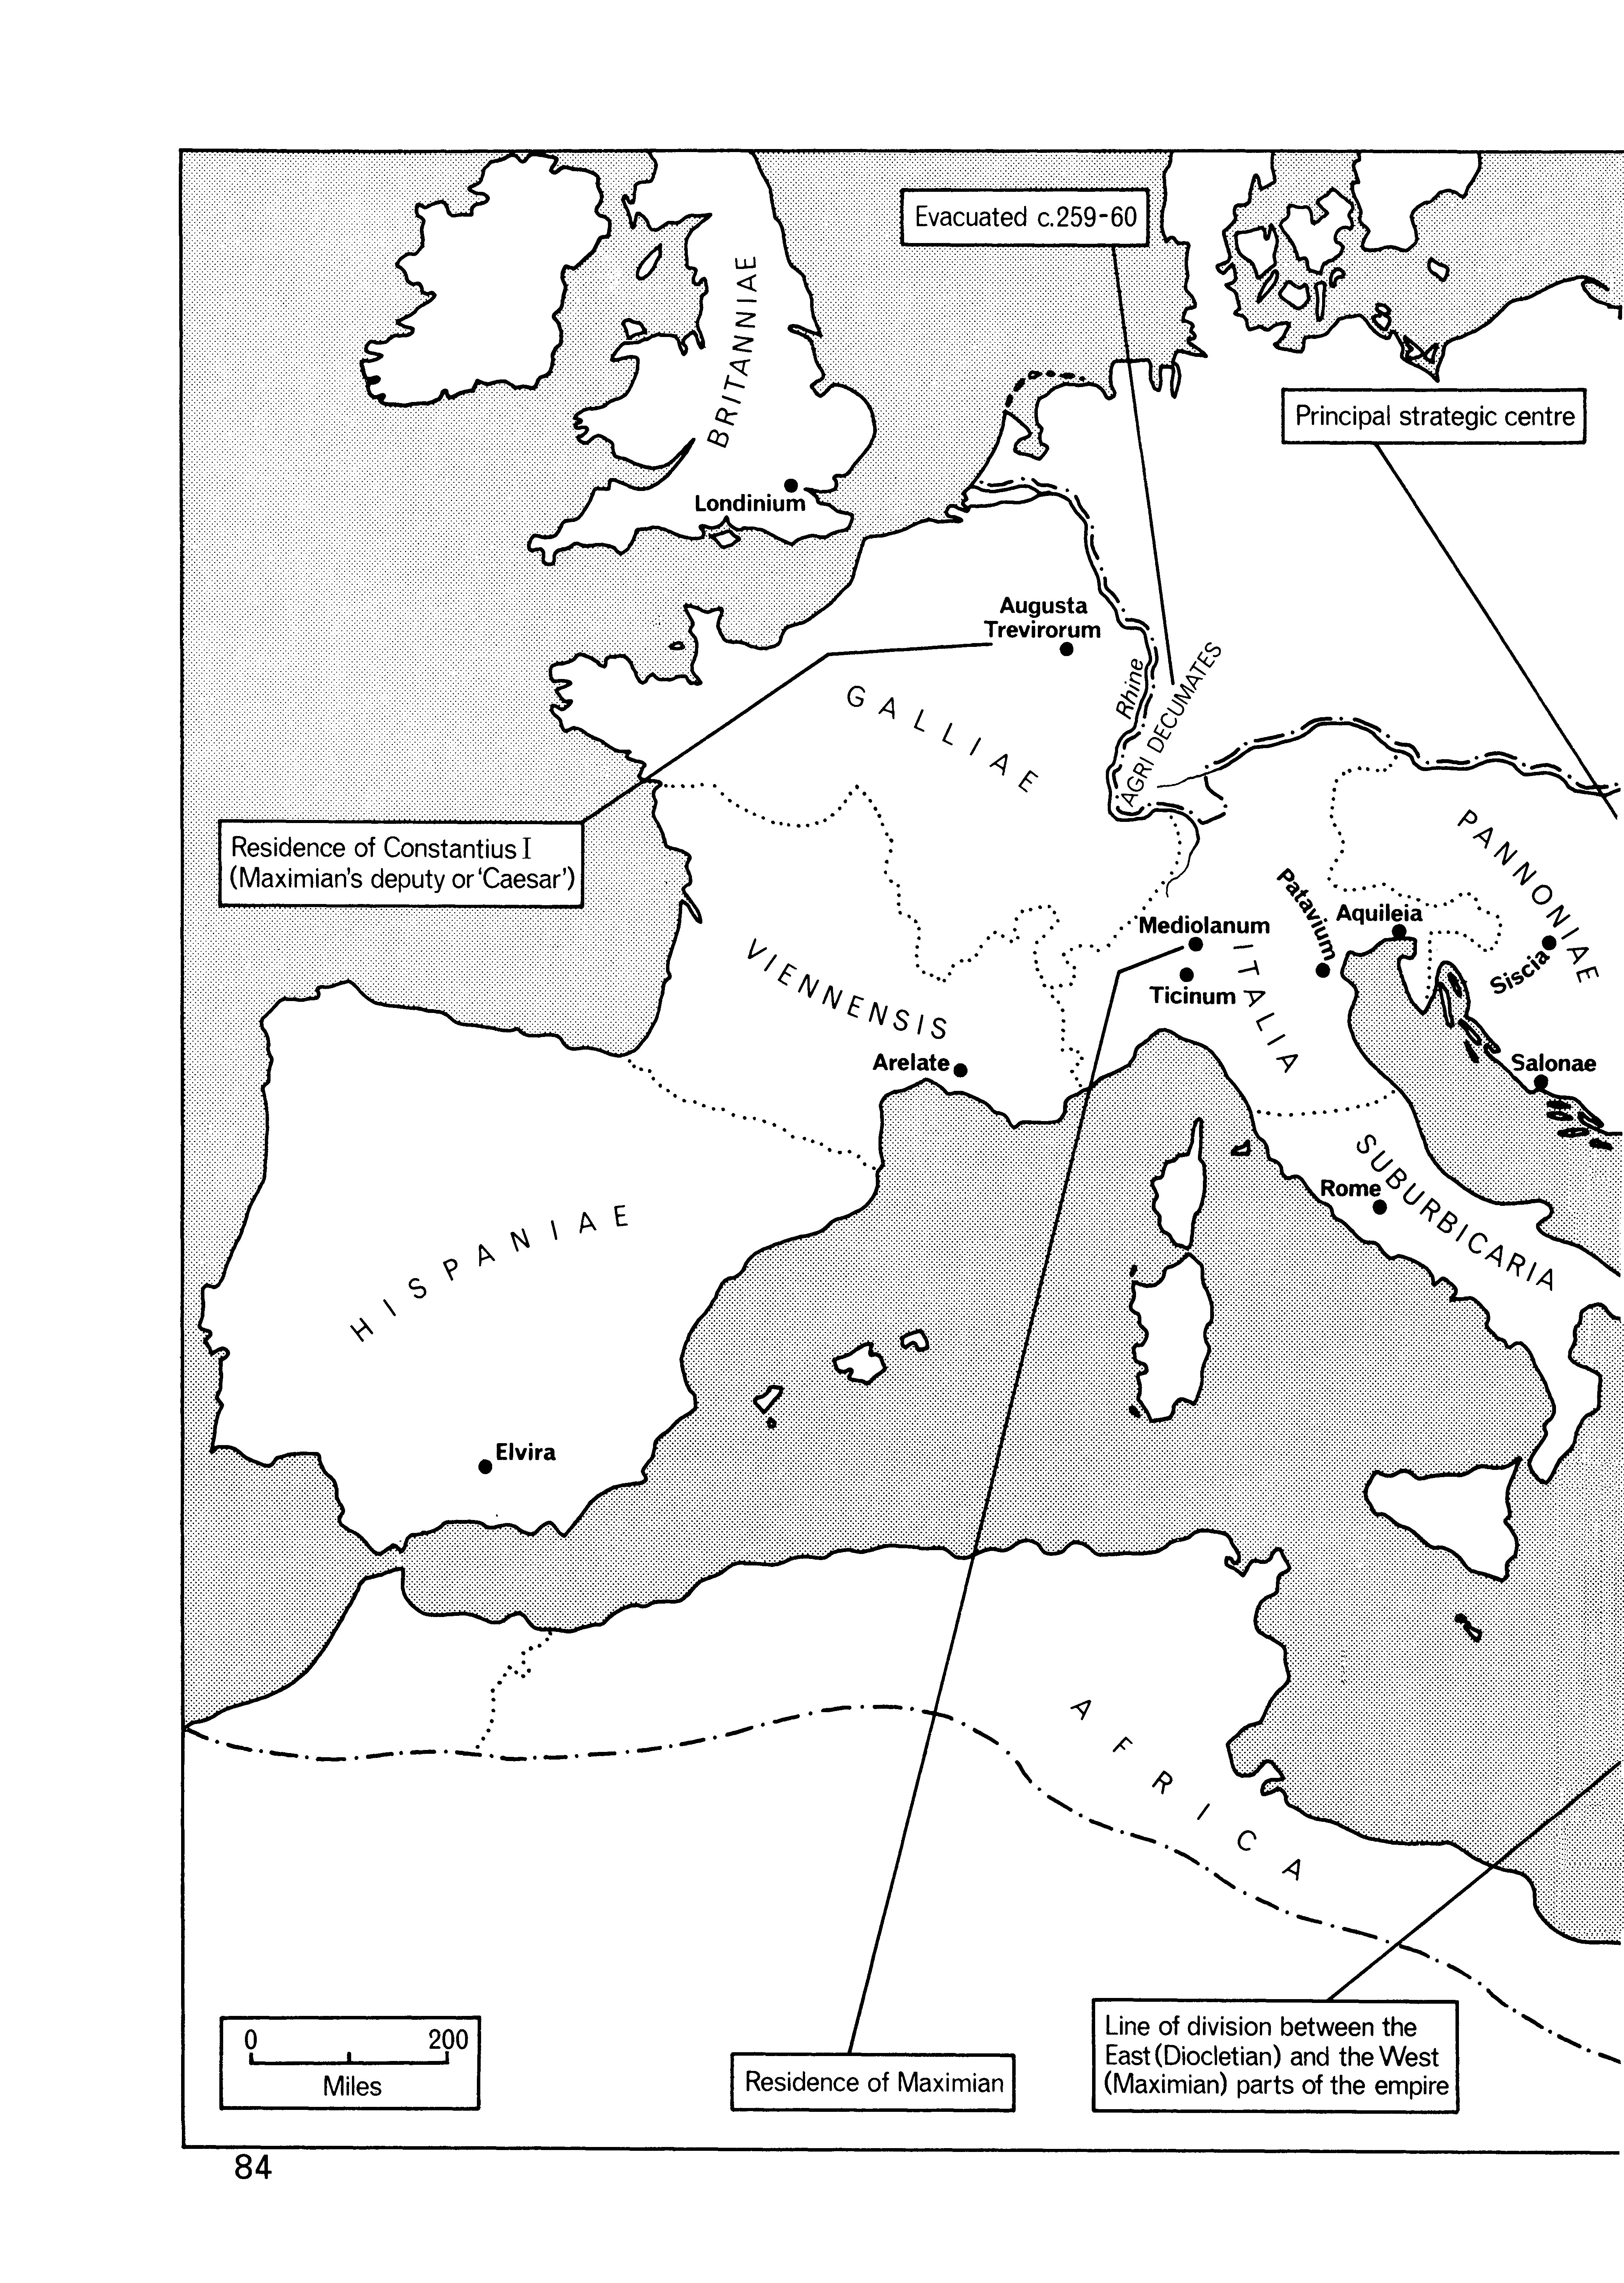 Evacuated c.259-60
BRITANNIAE
Principal strategic centre
Londinium
Augusta
Trevirorum
Rhine
AGRI DECUMATES
GALLIAE
Residence of Constantius I
(Maximian's deputy or 'Caesar')
PANNONIAE
Patavium
Aquileia
Mediolanum
Siscia
Ticinum
ITALIA
VIENNENSIS
Arelate
Salonae
SUBURBICARIA
Rome
HISPANIAE
Elvira
AFRICA
0 200
Miles
Residence of Maximian
Line of division between the
East (Diocletian) and the West
(Maximian) parts of the empire
84